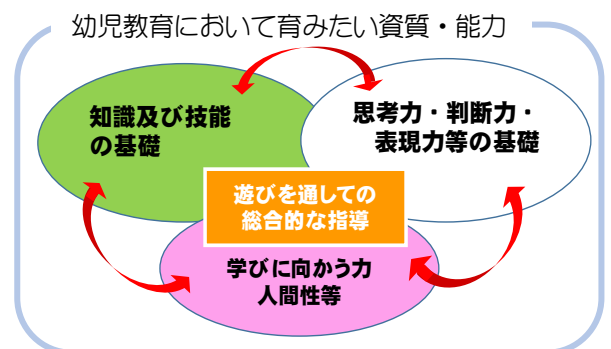 幼児教育において育みたい資質・能力
知識及び技能
の基礎
思考力・判断力・
表現力等の基礎
遊びを通しての
総合的な指導
学びに向かう力
人間性等